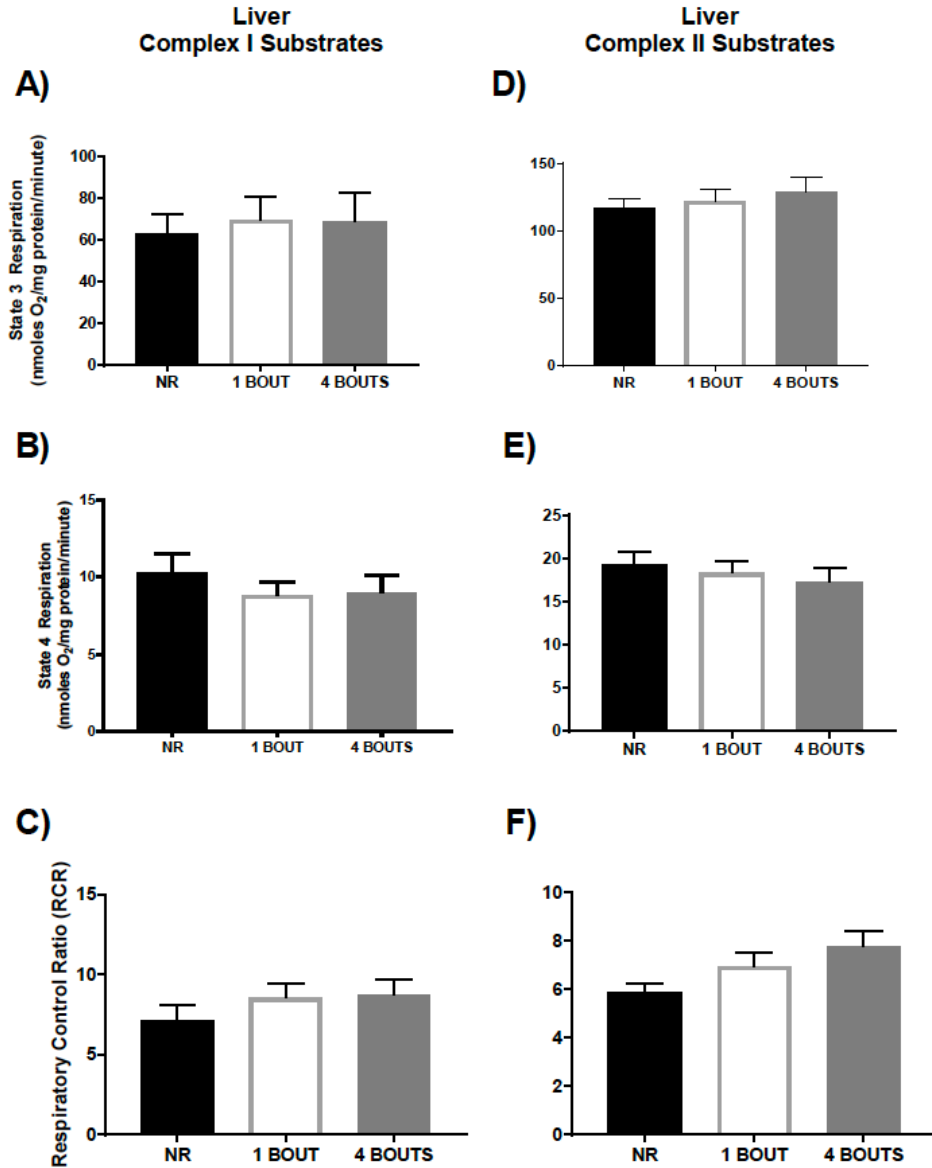 Liver
Complex I Substrates
Liver
Complex II Substrates
A)
State 3 Respiration
(nmoles O₂/mg protein/minute)
100
80
60
40
20
0
NR 1 BOUT 4 BOUTS
D)
150
100
50
0
NR 1 BOUT 4 BOUTS
B)
State 4 Respiration
(nmoles O₂/mg protein/minute)
15
10
5
0
NR 1 BOUT 4 BOUTS
E)
25
20
15
10
5
0
NR 1 BOUT 4 BOUTS
C)
Respiratory Control Ratio (RCR)
15
10
5
0
NR 1 BOUT 4 BOUTS
F)
10
8
6
4
2
0
NR 1 BOUT 4 BOUTS